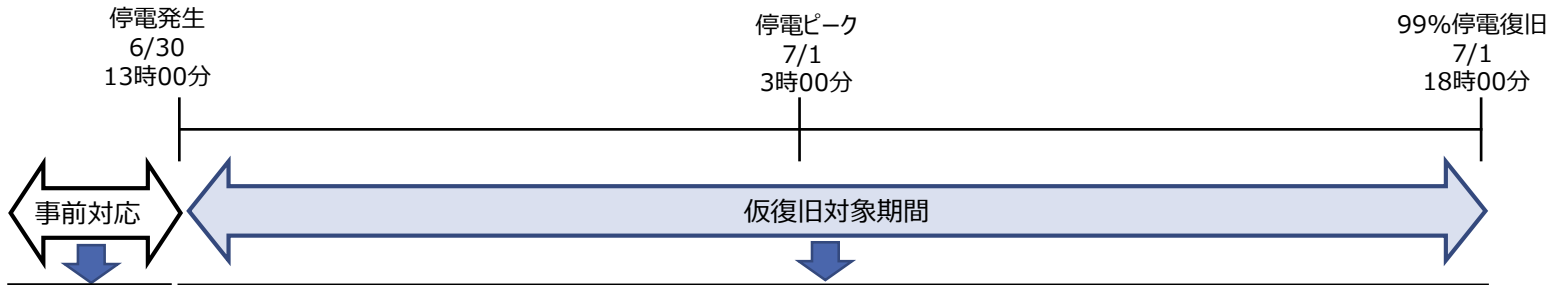 停電発生
6/30
13時00分
停電ピーク
7/1
3時00分
99%停電復旧
7/1
18時00分
事前対応
仮復旧対象期間